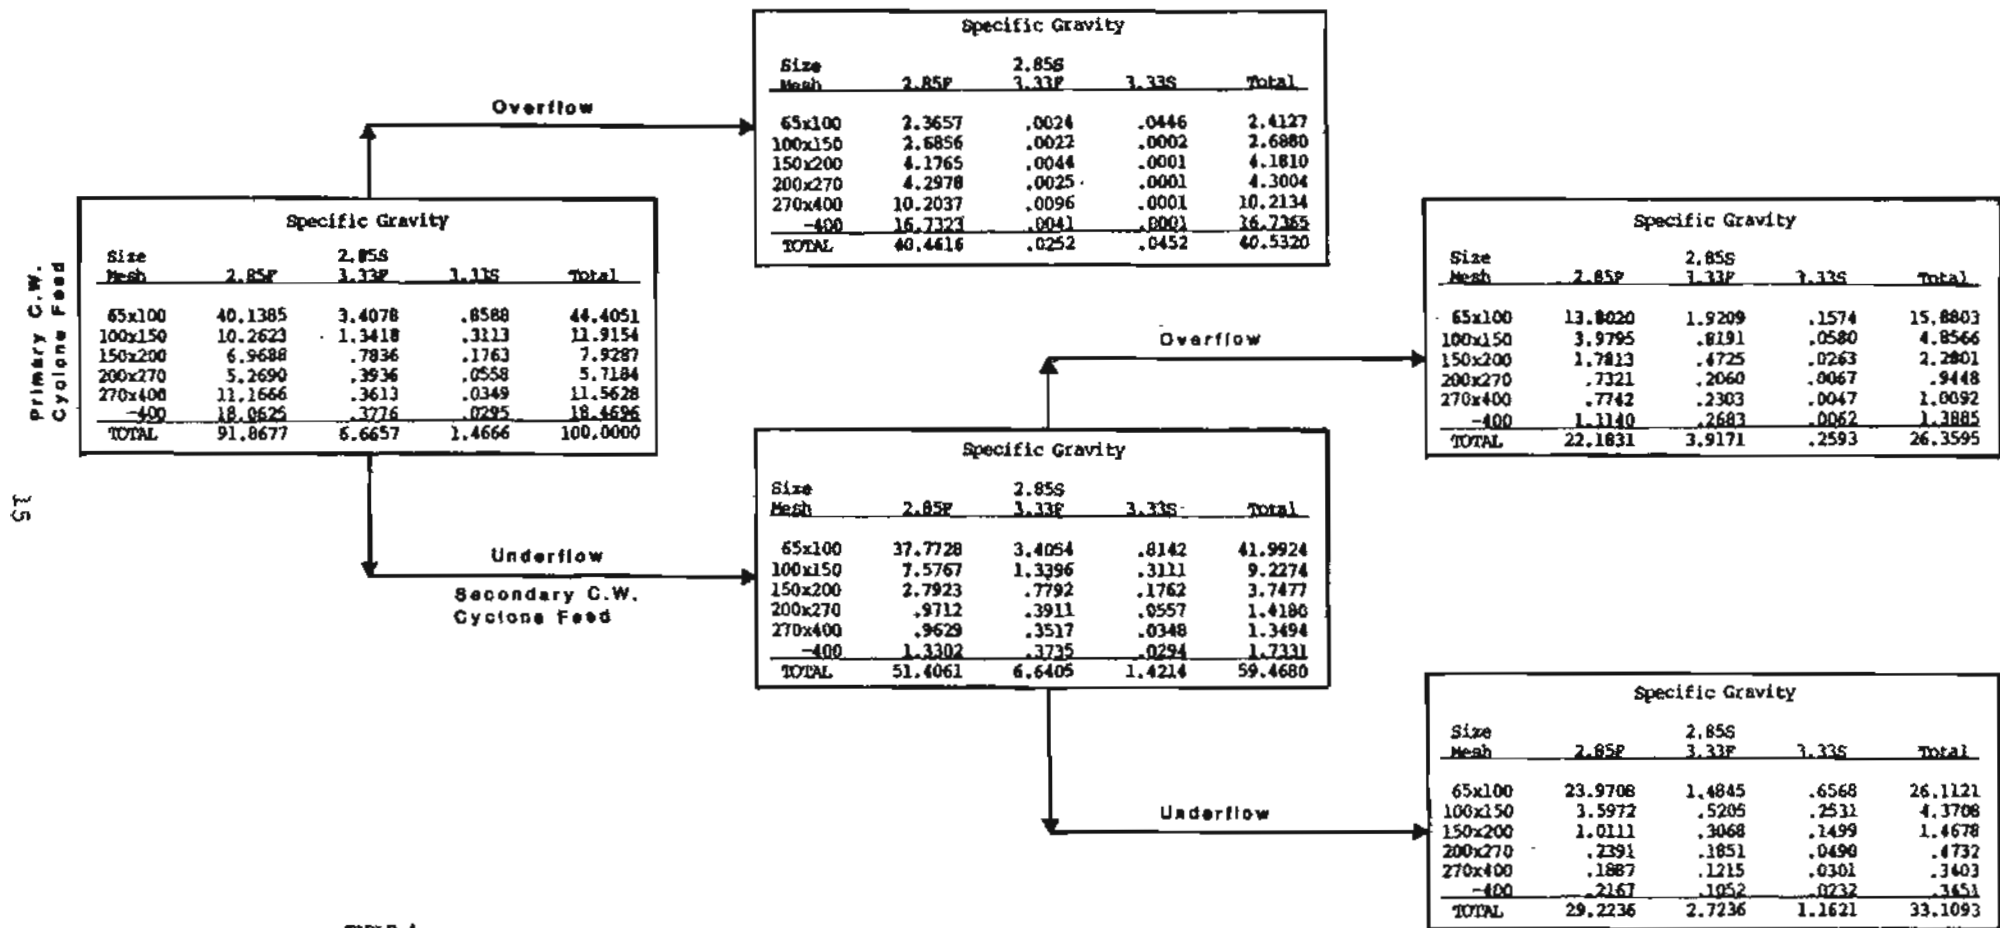 Specific Gravity
Size 2.85S
Mesh 2.85F 3.33F 3.33S Total
65x100 2.3657 .0024 .0446 2.4127
100x150 2.6856 .0022 .0002 2.6880
150x200 4.1765 .0044 .0001 4.1810
200x270 4.2978 .0025 .0001 4.3004
270x400 10.2037 .0096 .0001 10.2134
-400 16.7323 .0041 .0001 16.7365
TOTAL 40.4616 .0252 .0452 40.5320
Overflow
Primary C.W.
Cyclone Feed
Specific Gravity
Size 2.85S
Mesh 2.85F 3.33F 3.33S Total
65x100 40.1385 3.4078 .8588 44.4051
100x150 10.2623 1.3418 .3113 11.9154
150x200 6.9688 .7836 .1763 7.9287
200x270 5.2690 .3936 .0558 5.7184
270x400 11.1666 .3613 .0349 11.5628
-400 18.0625 .3776 .0295 18.4696
TOTAL 91.8677 6.6657 1.4666 100.0000
Underflow
Secondary C.W.
Cyclone Feed
Specific Gravity
Size 2.85S
Mesh 2.85F 3.33F 3.33S Total
65x100 37.7728 3.4054 .8142 41.9924
100x150 7.5767 1.3396 .3111 9.2274
150x200 2.7923 .7792 .1762 3.7477
200x270 .9712 .3911 .0557 1.4180
270x400 .9629 .3517 .0348 1.3494
-400 1.3302 .3735 .0294 1.7331
TOTAL 51.4061 6.6405 1.4214 59.4680
Overflow
Specific Gravity
Size 2.85S
Mesh 2.85F 3.33F 3.33S Total
65x100 13.8020 1.9209 .1574 15.8803
100x150 3.9795 .8191 .0580 4.8566
150x200 1.7813 .4725 .0263 2.2801
200x270 .7321 .2060 .0067 .9448
270x400 .7742 .2303 .0047 1.0092
-400 1.1140 .2683 .0062 1.3885
TOTAL 22.1831 3.9171 .2593 26.3595
Underflow
Specific Gravity
Size 2.85S
Mesh 2.85F 3.33F 3.33S Total
65x100 23.9708 1.4845 .6568 26.1121
100x150 3.5972 .5205 .2531 4.3708
150x200 1.0111 .3068 .1499 1.4678
200x270 .2391 .1851 .0490 .4732
270x400 .1887 .1215 .0301 .3403
-400 .2167 .1052 .0232 .3451
TOTAL 29.2236 2.7236 1.1621 33.1093
15